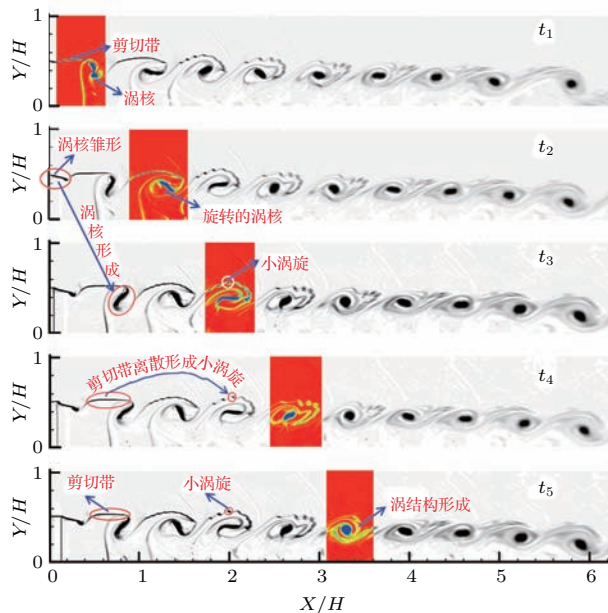 1
t1
剪切带
Y/H
涡核
0
1
t2
涡核雏形
Y/H
旋转的涡核
0
涡核形成
1
t3
小涡旋
Y/H
0
1
t4
剪切带离散形成小涡旋
Y/H
0
1
t5
剪切带
小涡旋
涡结构形成
Y/H
0
0 1 2 3 4 5 6
X/H